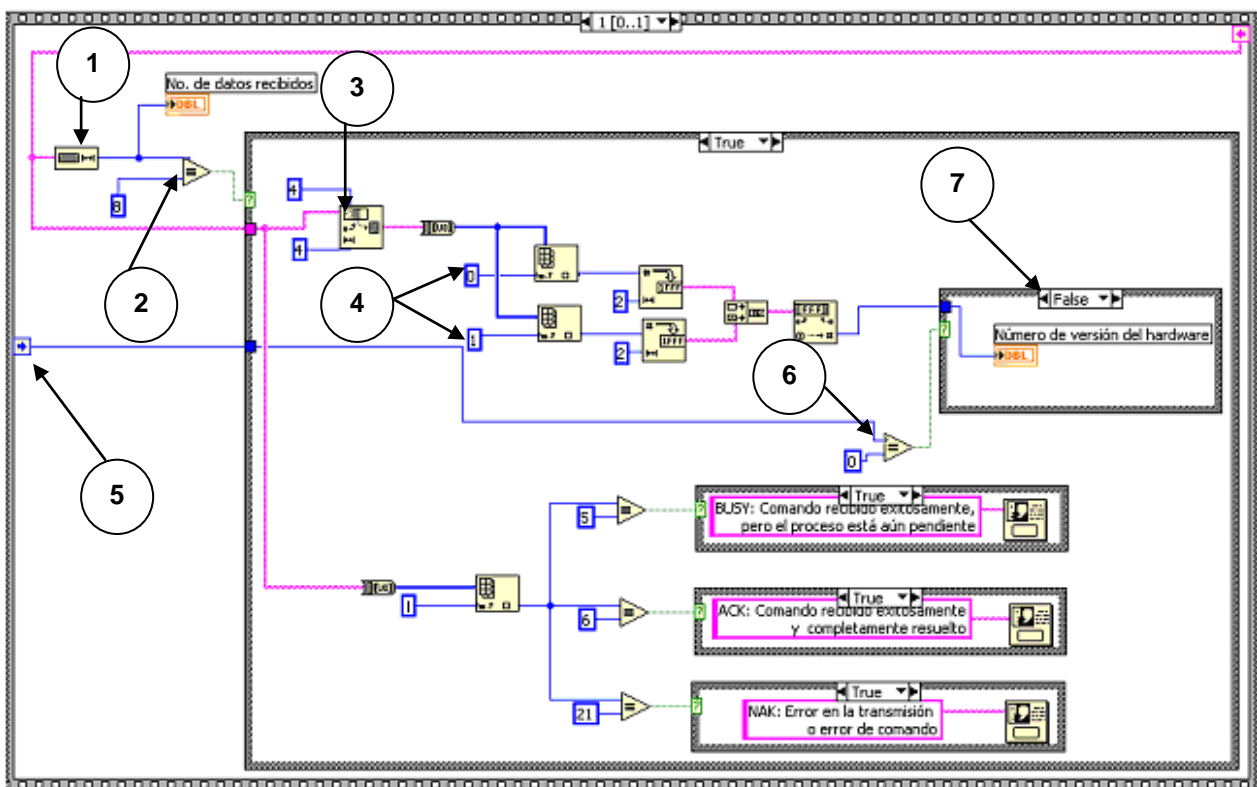 1 [0..1]
1
No. de datos recibidos
DBL
3
True
2
8
4
4
7
4
0
1
2
2
False
Número de versión del hardware
DBL
6
0
5
True
BUSY: Comando recibido exitosamente,
pero el proceso está aún pendiente
5
1
True
ACK: Comando recibido exitosamente
y completamente resuelto
6
True
NAK: Error en la transmisión
o error de comando
21